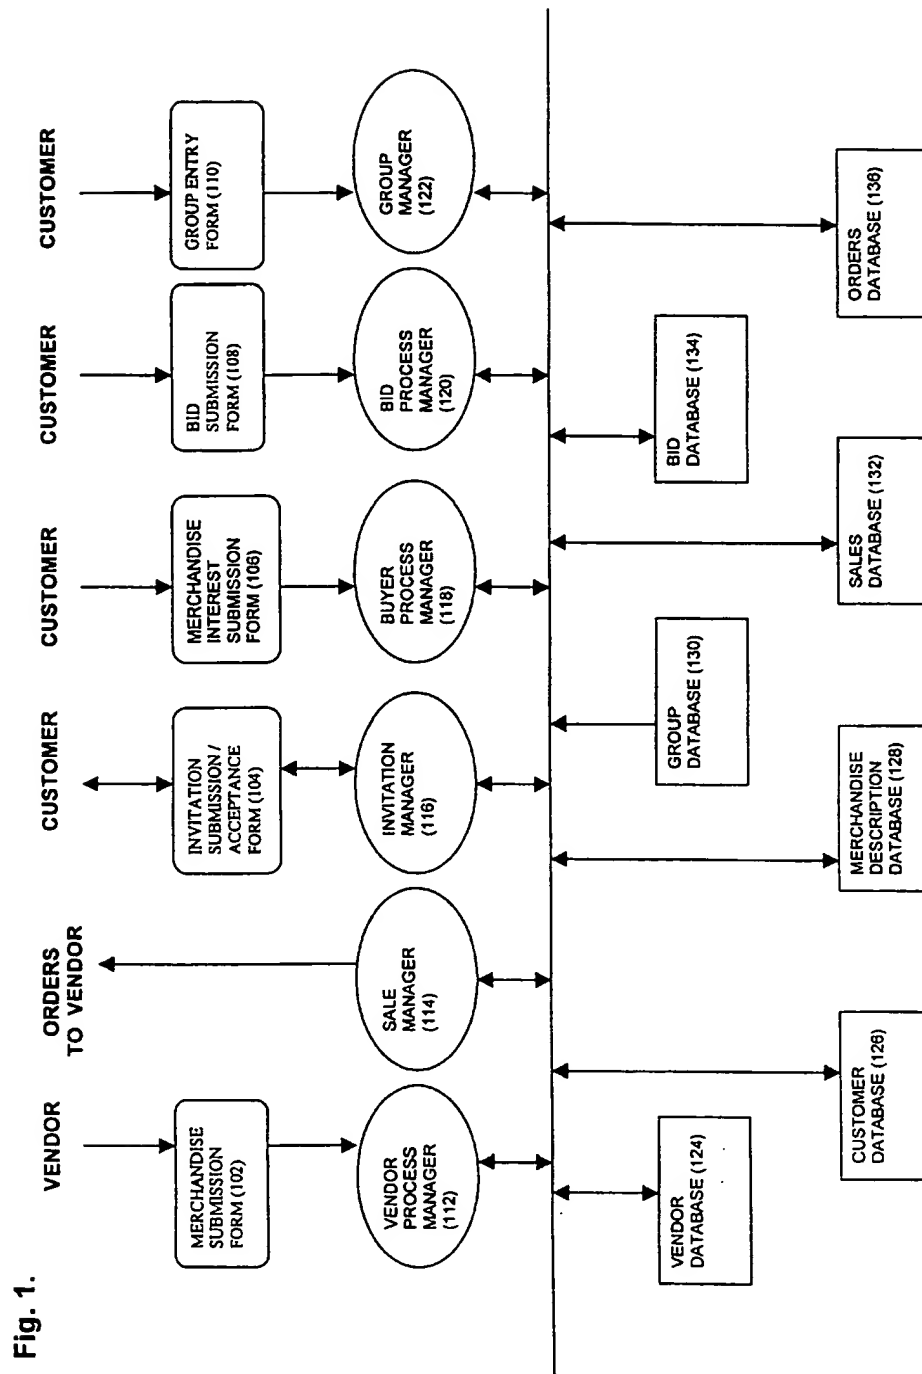 Fig. 1.
VENDOR
ORDERS
TO VENDOR
CUSTOMER
CUSTOMER
CUSTOMER
CUSTOMER
MERCHANDISE
SUBMISSION
FORM (102)
INVITATION
SUBMISSION/
ACCEPTANCE
FORM (104)
MERCHANDISE
INTEREST
SUBMISSION
FORM (106)
BID
SUBMISSION
FORM (108)
GROUP ENTRY
FORM (110)
VENDOR
PROCESS
MANAGER
(112)
SALE
MANAGER
(114)
INVITATION
MANAGER
(116)
BUYER
PROCESS
MANAGER
(118)
BID
PROCESS
MANAGER
(120)
GROUP
MANAGER
(122)
VENDOR
DATABASE (124)
GROUP
DATABASE (130)
BID
DATABASE (134)
CUSTOMER
DATABASE (126)
MERCHANDISE
DESCRIPTION
DATABASE (128)
SALES
DATABASE (132)
ORDERS
DATABASE (136)